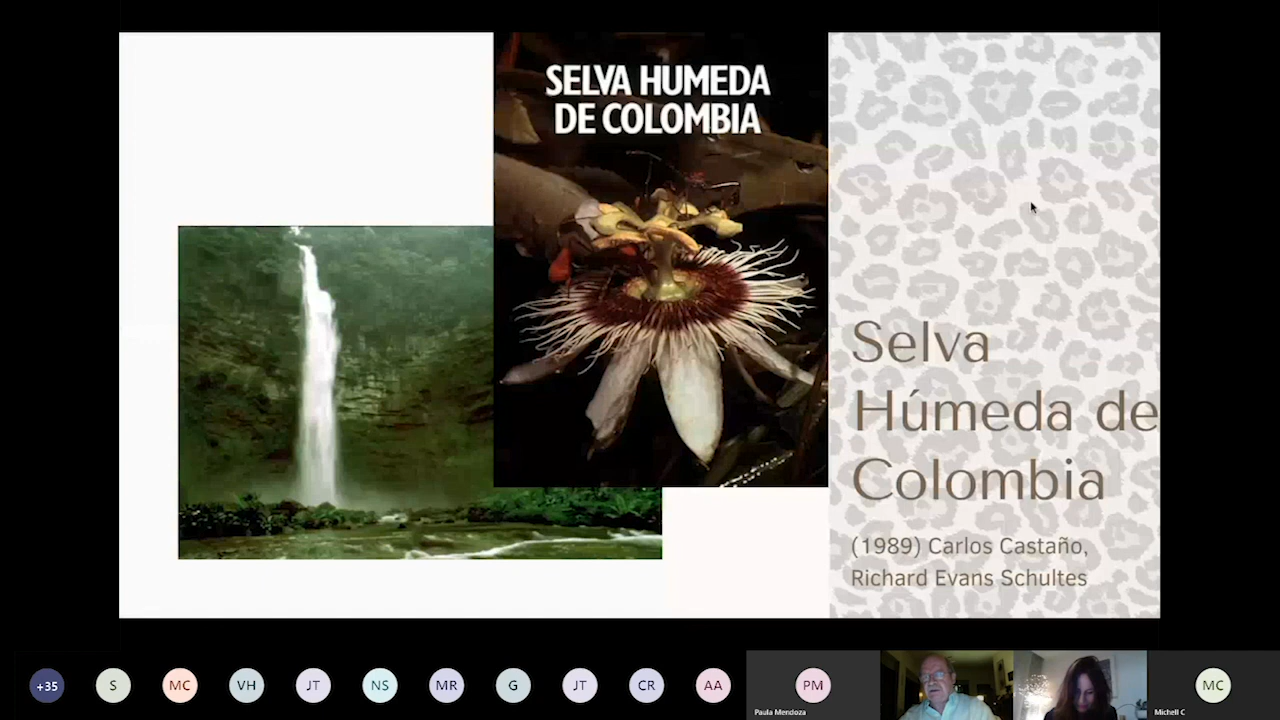 SELVA HUMEDA
DE COLOMBIA
Selva
Húmeda de
Colombia
(1989) Carlos Castaño,
Richard Evans Schultes
+35
S
MC
VH
JT
NS
MR
G
JT
CR
AA
PM
MC
Paula Mendoza
Michell C